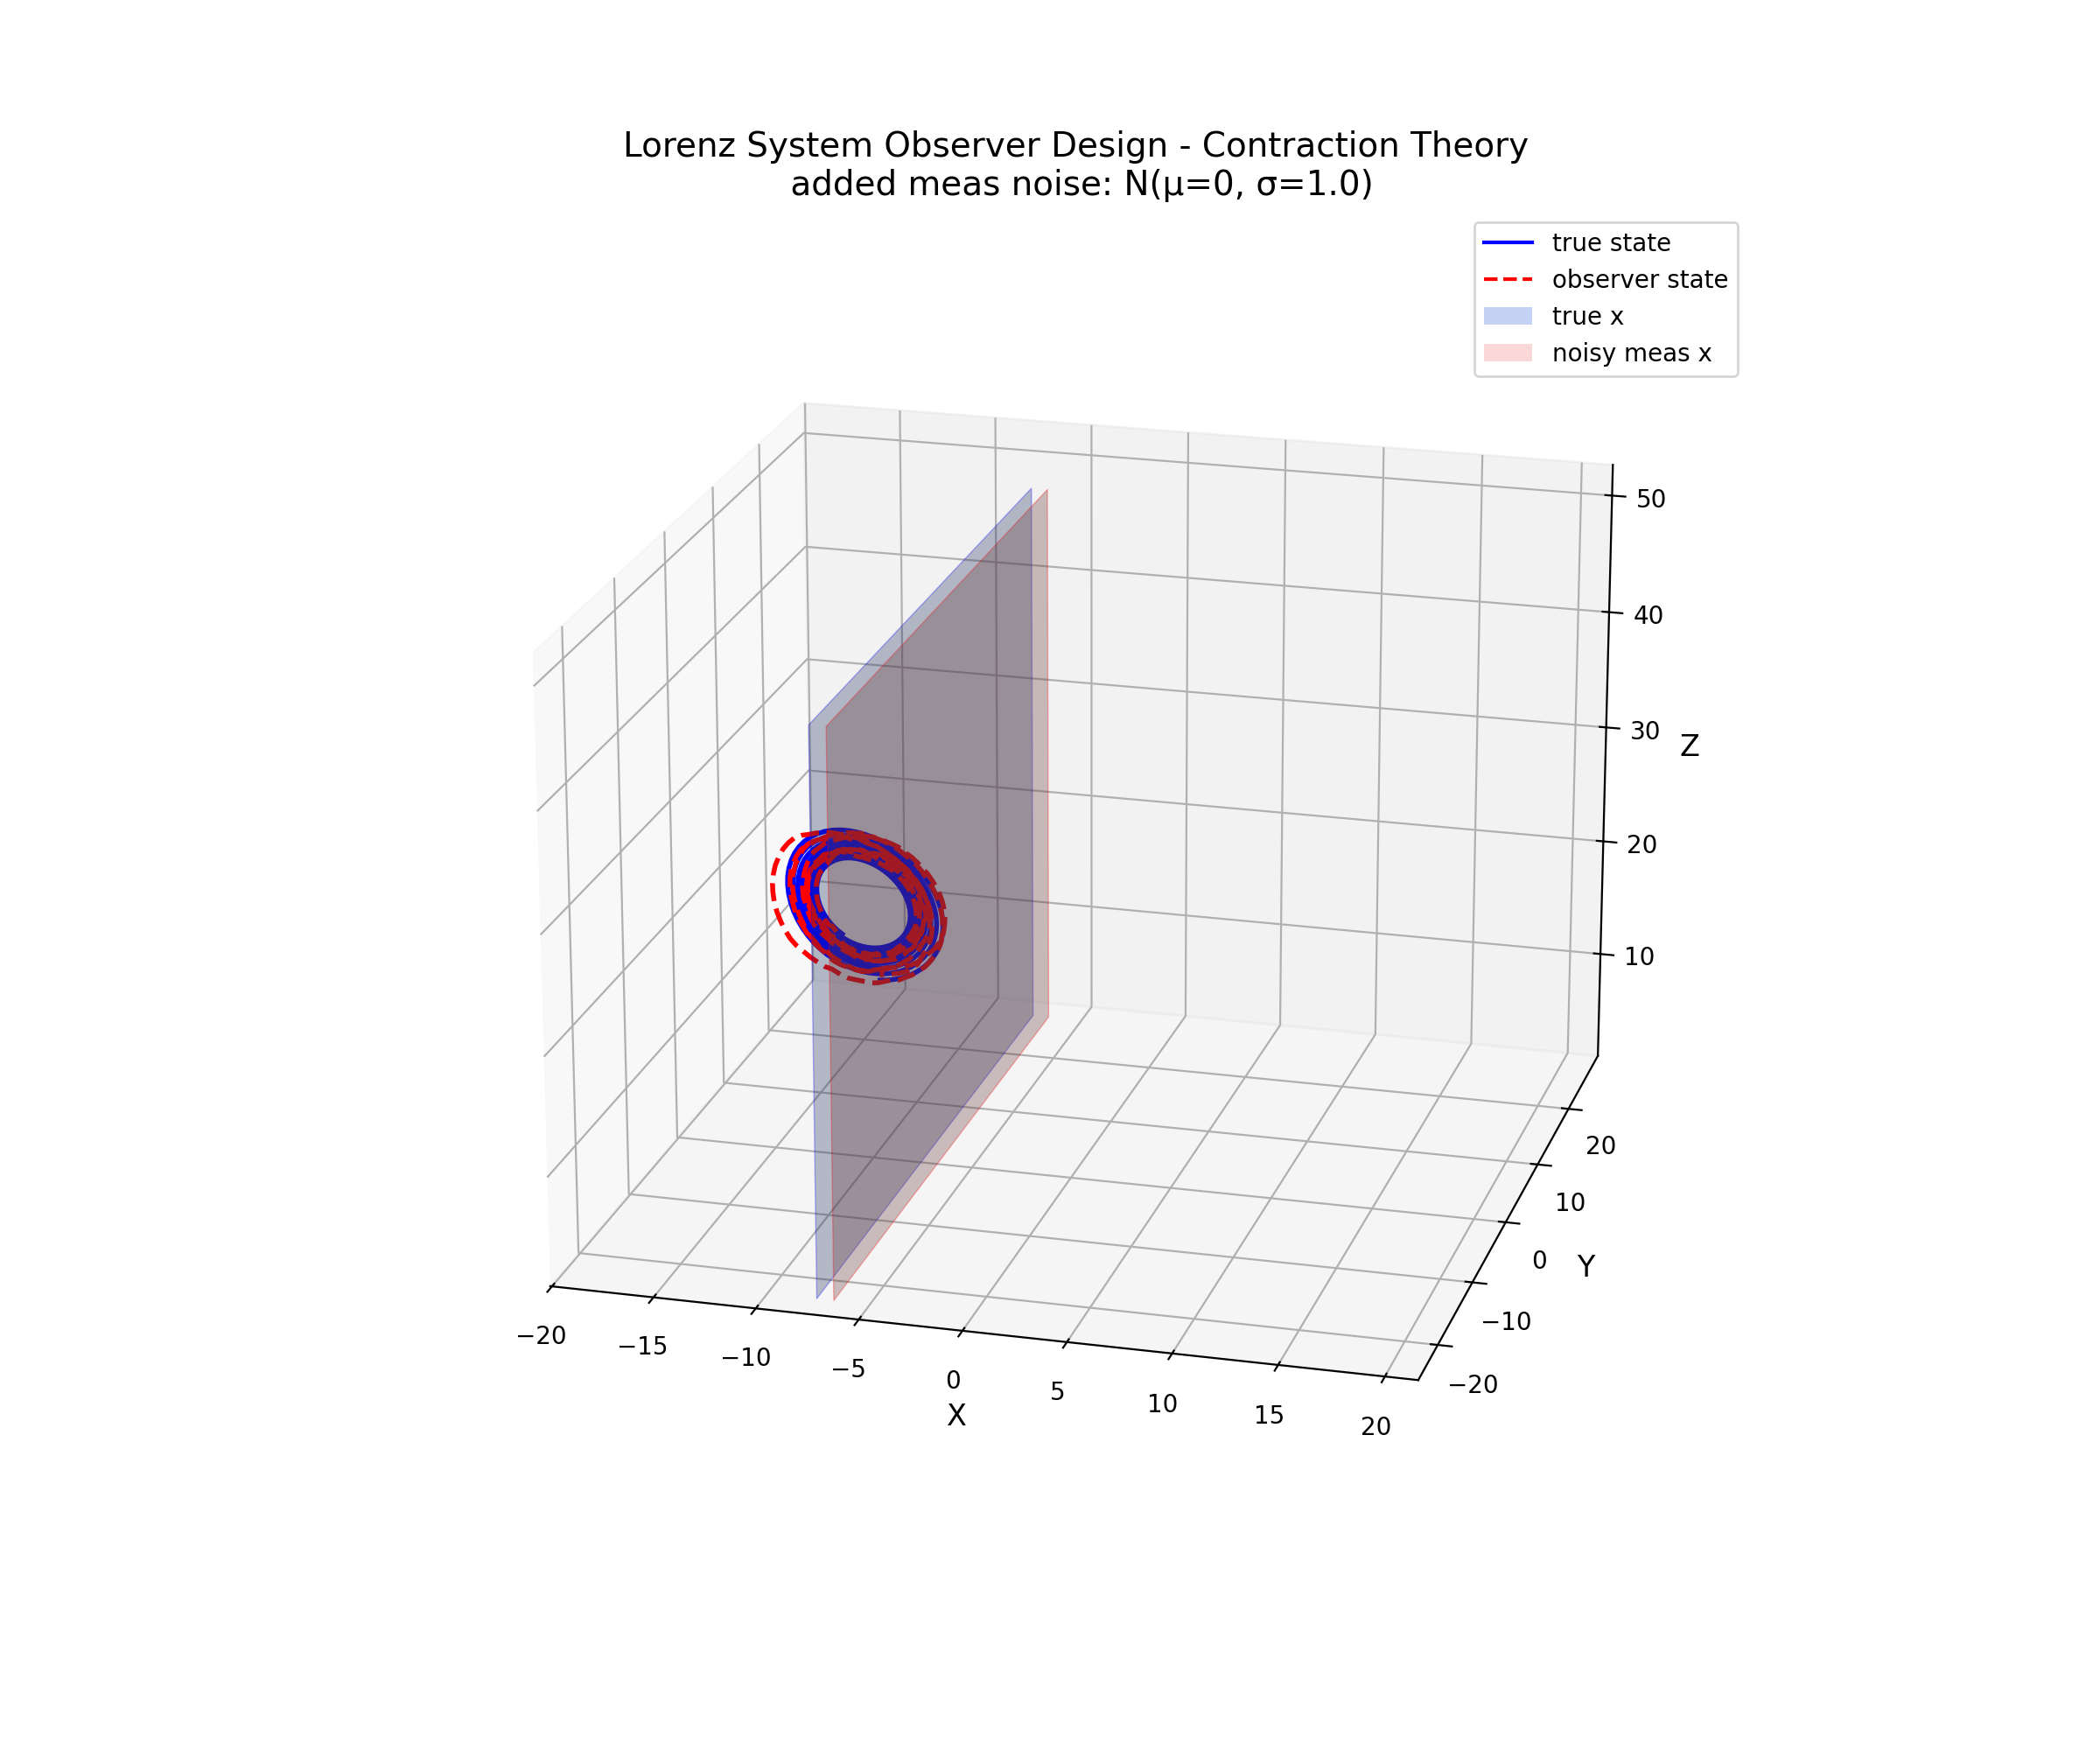 Lorenz System Observer Design - Contraction Theory
added meas noise: N(μ=0, σ=1.0)
true state
observer state
true x
noisy meas x
50
40
30
Z
20
10
20
10
0
Y
−10
−20
−20
−15
−10
−5
0
5
10
15
20
X